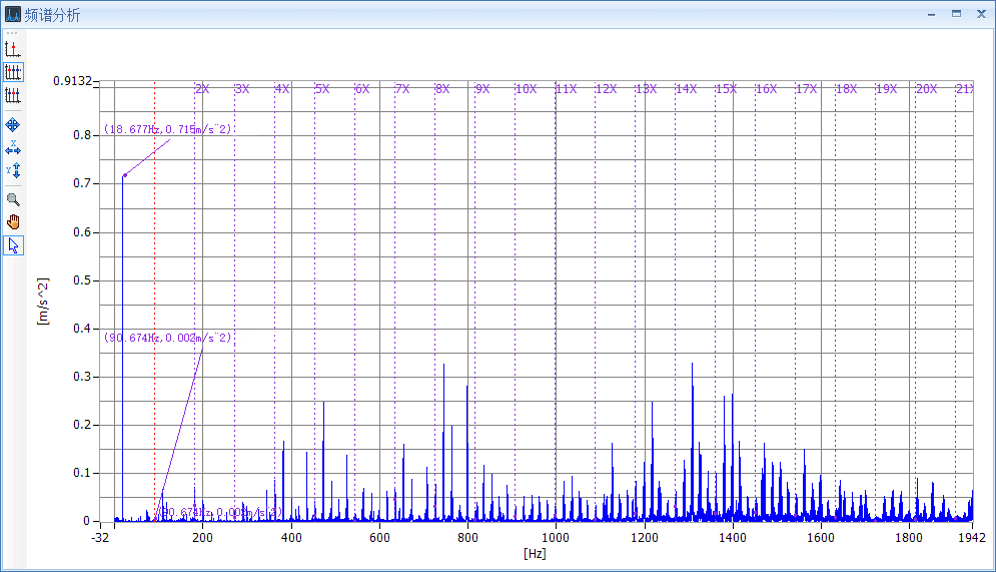 频谱分析
0.9132
2X 3X 4X 5X 6X 7X 8X 9X 10X 11X 12X 13X 14X 15X 16X 17X 18X 19X 20X 21X
(18.677Hz,0.715m/s^2)
0.8
0.7
0.6
0.5
[m/s^2]
0.4
(90.674Hz,0.002m/s^2)
0.3
0.2
0.1
(90.674Hz,0.002m/s^2)
0
-32 200 400 600 800 1000 1200 1400 1600 1800 1942
[Hz]
X
Y